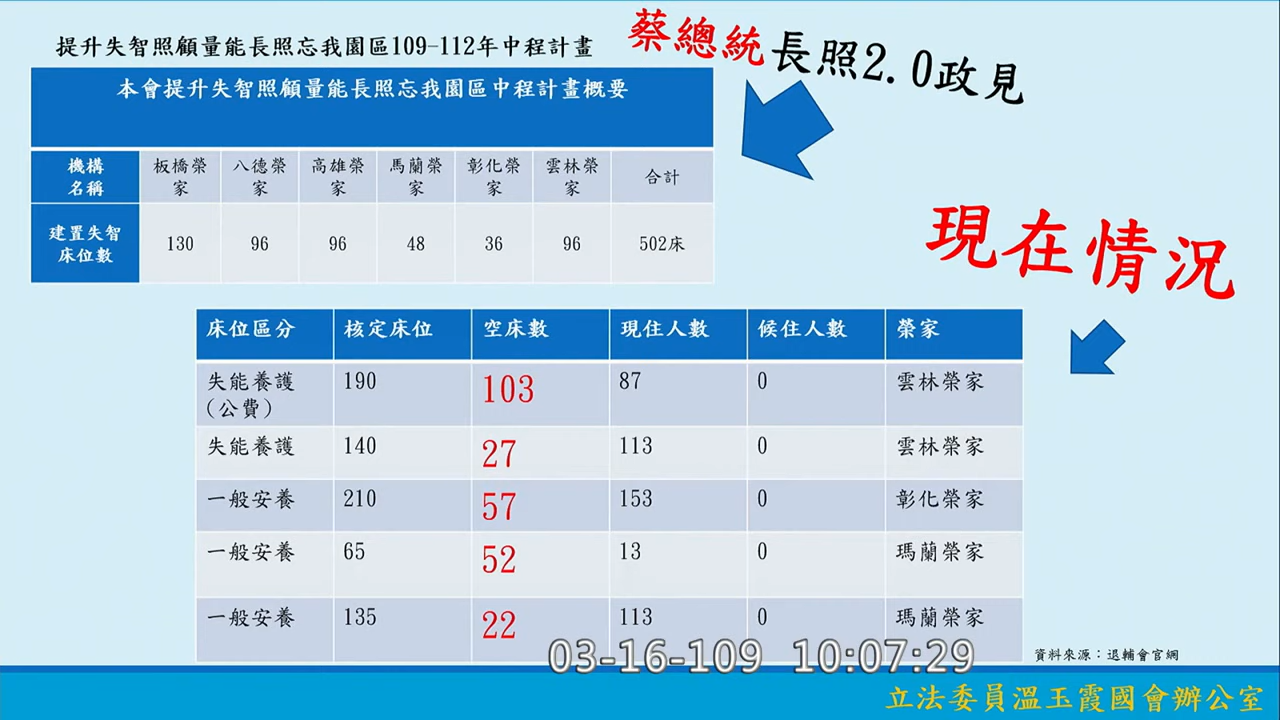 提升失智照顧量能長照忘我園區109-112年中程計畫
蔡總統長照2.0政見
本會提升失智照顧量能長照忘我園區中程計畫概要
機構名稱 板橋榮家 八德榮家 高雄榮家 馬蘭榮家 彰化榮家 雲林榮家 合計
建置失智床位數 130 96 96 48 36 96 502床
現在情況
床位區分 核定床位 空床數 現住人數 候住人數 榮家
失能養護(公費) 190 103 87 0 雲林榮家
失能養護 140 27 113 0 雲林榮家
一般安養 210 57 153 0 彰化榮家
一般安養 65 52 13 0 瑪蘭榮家
一般安養 135 22 113 0 瑪蘭榮家
03-16-109 10:07:29
資料來源：退輔會官網
立法委員溫玉霞國會辦公室